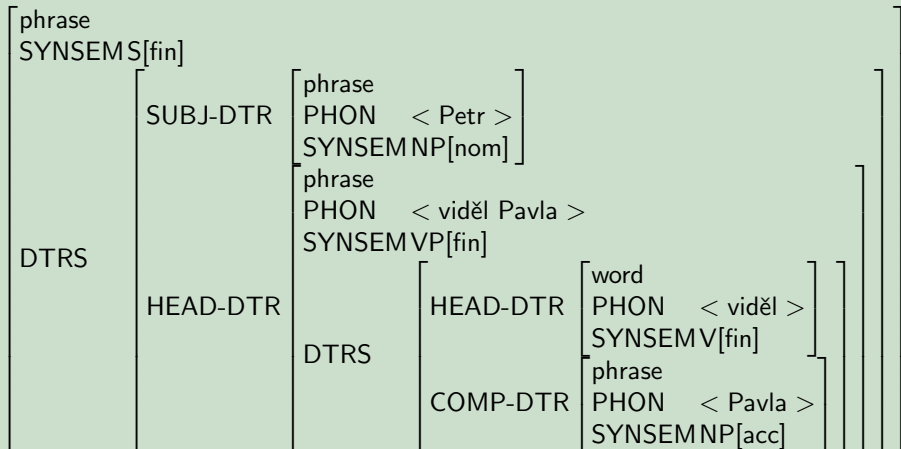 phrase
SYNSEM S[fin]
phrase
SUBJ-DTR PHON < Petr >
SYNSEM NP[nom]
phrase
PHON < viděl Pavla >
SYNSEM VP[fin]
DTRS
word
HEAD-DTR HEAD-DTR PHON < viděl >
SYNSEM V[fin]
DTRS
phrase
COMP-DTR PHON < Pavla >
SYNSEM NP[acc]